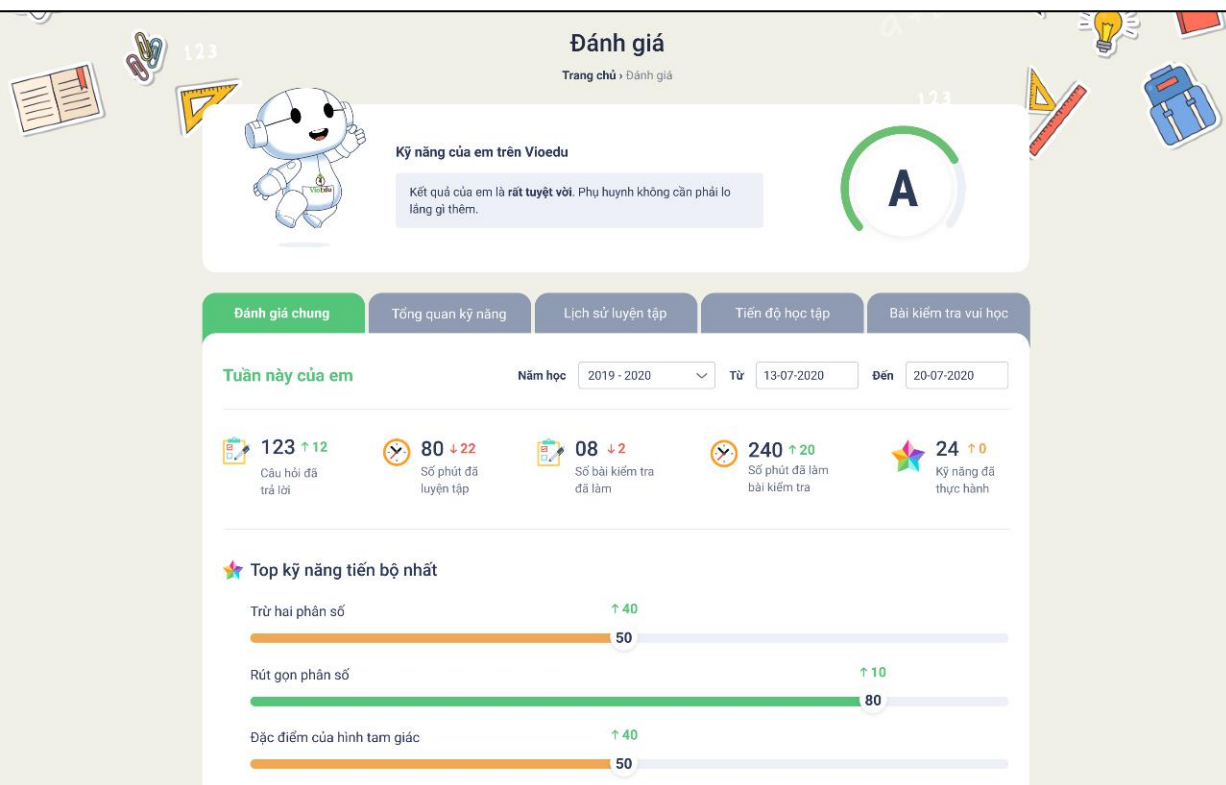 123
Đánh giá
Trang chủ › Đánh giá
123
VioEdu
Kỹ năng của em trên Vioedu
Kết quả của em là rất tuyệt vời. Phụ huynh không cần phải lo
lắng gì thêm.
A
Đánh giá chung
Tổng quan kỹ năng
Lịch sử luyện tập
Tiến độ học tập
Bài kiểm tra vui học
Tuần này của em
Năm học 2019 - 2020 Từ 13-07-2020 Đến 20-07-2020
123 ↑ 12
Câu hỏi đã
trả lời
80 ↓ 22
Số phút đã
luyện tập
08 ↓ 2
Số bài kiểm tra
đã làm
240 ↑ 20
Số phút đã làm
bài kiểm tra
24 ↑ 0
Kỹ năng đã
thực hành
Top kỹ năng tiến bộ nhất
Trừ hai phân số ↑ 40
50
Rút gọn phân số ↑ 10
80
Đặc điểm của hình tam giác ↑ 40
50